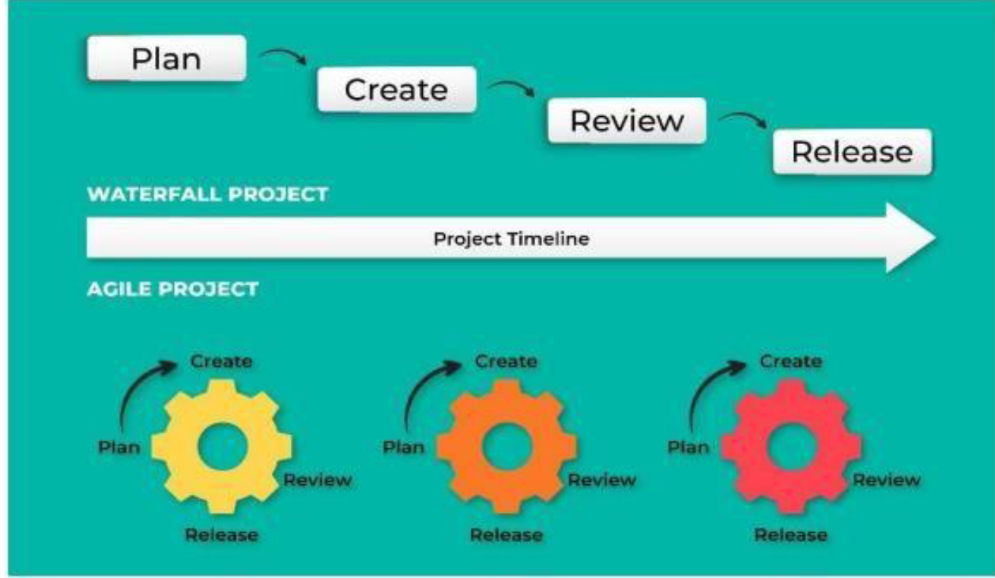 Plan
Create
Review
Release
WATERFALL PROJECT
Project Timeline
AGILE PROJECT
Create
Plan
Review
Release
Create
Plan
Review
Release
Create
Plan
Review
Release